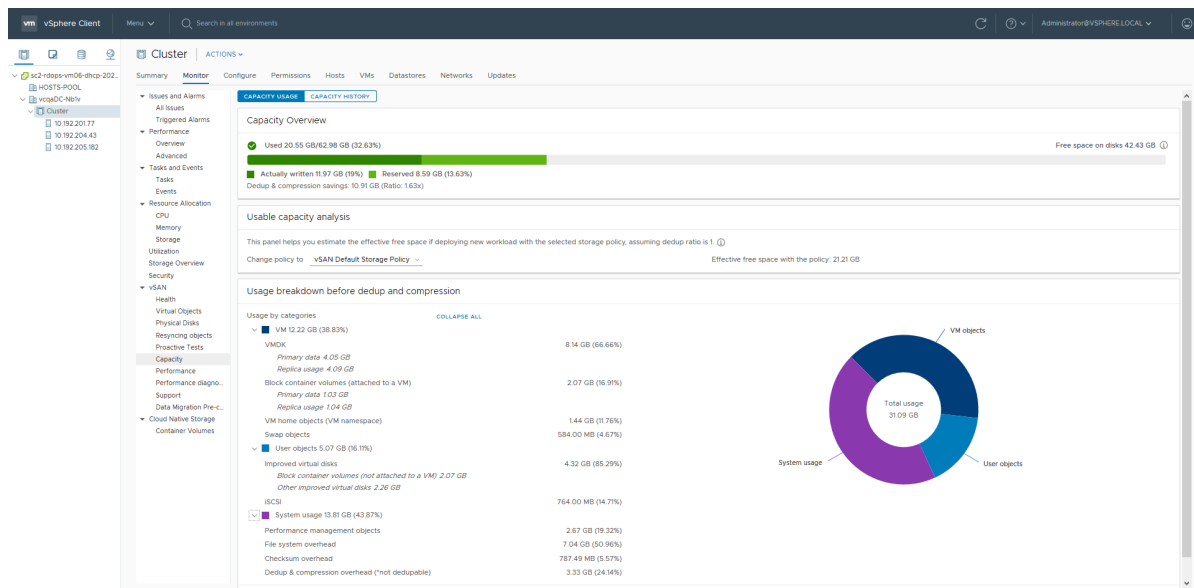 vm vSphere Client Menu Search in all environments Administrator@VSPHERE.LOCAL
sc2-rdops-vm06-dhcp-202...
HOSTS-POOL
vcqaDC-Nb1v
Cluster
10.192.201.77
10.192.204.43
10.192.205.182
Cluster ACTIONS
Summary Monitor Configure Permissions Hosts VMs Datastores Networks Updates
Issues and Alarms
All Issues
Triggered Alarms
Performance
Overview
Advanced
Tasks and Events
Tasks
Events
Resource Allocation
CPU
Memory
Storage
Utilization
Storage Overview
Security
vSAN
Health
Virtual Objects
Physical Disks
Resyncing objects
Proactive Tests
Capacity
Performance
Performance diagno...
Support
Data Migration Pre-c...
Cloud Native Storage
Container Volumes
CAPACITY USAGE CAPACITY HISTORY
Capacity Overview
Used 20.55 GB/62.98 GB (32.63%) Free space on disks 42.43 GB
Actually written 11.97 GB (19%) Reserved 8.59 GB (13.63%)
Dedup & compression savings: 10.91 GB (Ratio: 1.63x)
Usable capacity analysis
This panel helps you estimate the effective free space if deploying new workload with the selected storage policy, assuming dedup ratio is 1.
Change policy to vSAN Default Storage Policy Effective free space with the policy: 21.21 GB
Usage breakdown before dedup and compression
Usage by categories COLLAPSE ALL
VM 12.22 GB (38.83%)
VMDK 8.14 GB (66.66%)
Primary data 4.05 GB
Replica usage 4.09 GB
Block container volumes (attached to a VM) 2.07 GB (16.91%)
Primary data 1.03 GB
Replica usage 1.04 GB
VM home objects (VM namespace) 1.44 GB (11.76%)
Swap objects 584.00 MB (4.67%)
User objects 5.07 GB (16.11%)
Improved virtual disks 4.32 GB (85.29%)
Block container volumes (not attached to a VM) 2.07 GB
Other improved virtual disks 2.26 GB
iSCSI 764.00 MB (14.71%)
System usage 13.81 GB (43.87%)
Performance management objects 2.67 GB (19.32%)
File system overhead 7.04 GB (50.96%)
Checksum overhead 787.49 MB (5.57%)
Dedup & compression overhead (*not dedupable) 3.33 GB (24.14%)
VM objects
Total usage
31.09 GB
System usage
User objects